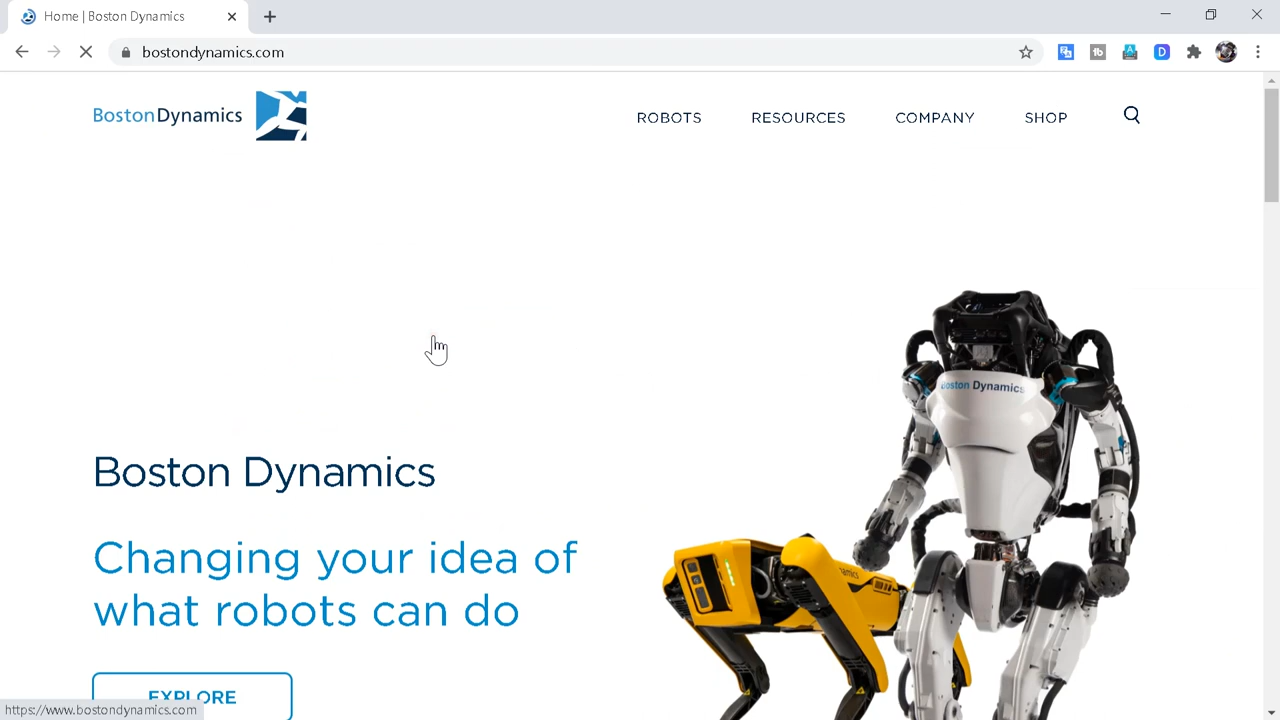 Home | Boston Dynamics
bostondynamics.com
BostonDynamics
ROBOTS
RESOURCES
COMPANY
SHOP
Boston Dynamics
Boston Dynamics
Changing your idea of
what robots can do
EXPLORE
https://www.bostondynamics.com